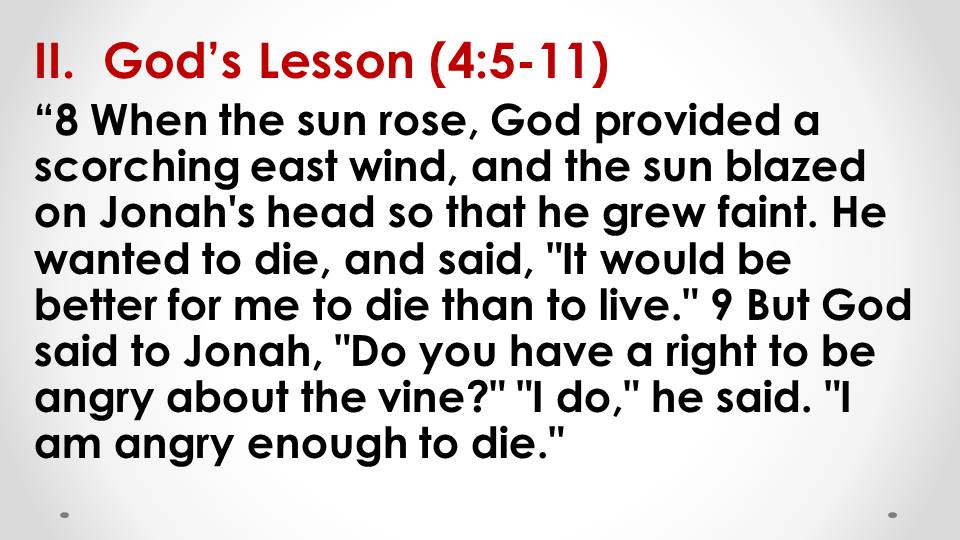 II.  God’s Lesson (4:5-11)
“8 When the sun rose, God provided a
scorching east wind, and the sun blazed
on Jonah's head so that he grew faint. He
wanted to die, and said, "It would be
better for me to die than to live." 9 But God
said to Jonah, "Do you have a right to be
angry about the vine?" "I do," he said. "I
am angry enough to die."